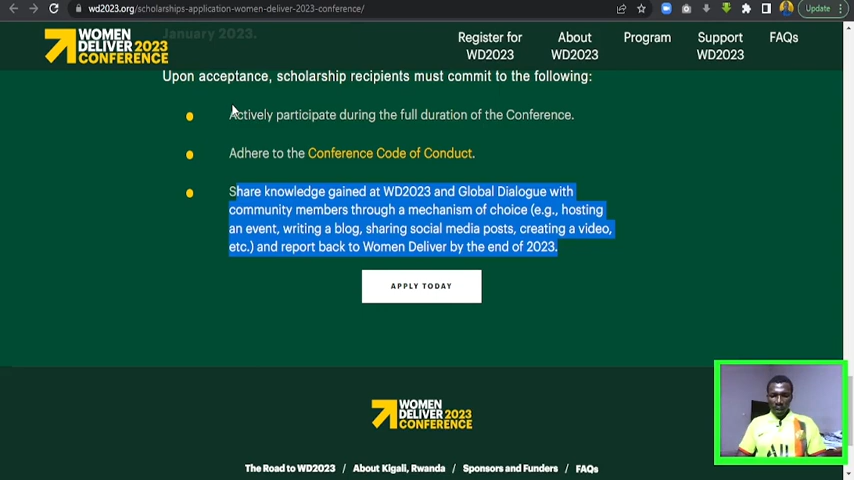 wd2023.org/scholarships-application-women-deliver-2023-conference/
Update
WOMEN
DELIVER 2023
CONFERENCE
January 2023.
Register for
WD2023
About
WD2023
Program
Support
WD2023
FAQs
Upon acceptance, scholarship recipients must commit to the following:
Actively participate during the full duration of the Conference.
Adhere to the Conference Code of Conduct.
Share knowledge gained at WD2023 and Global Dialogue with
community members through a mechanism of choice (e.g., hosting
an event, writing a blog, sharing social media posts, creating a video,
etc.) and report back to Women Deliver by the end of 2023.
APPLY TODAY
WOMEN
DELIVER 2023
CONFERENCE
The Road to WD2023 / About Kigali, Rwanda / Sponsors and Funders / FAQs